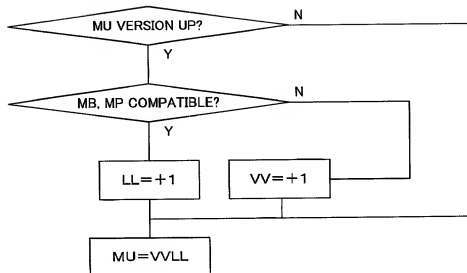 MU VERSION UP?
N
Y
MB, MP COMPATIBLE?
N
Y
LL=+1
VV=+1
MU=VVLL